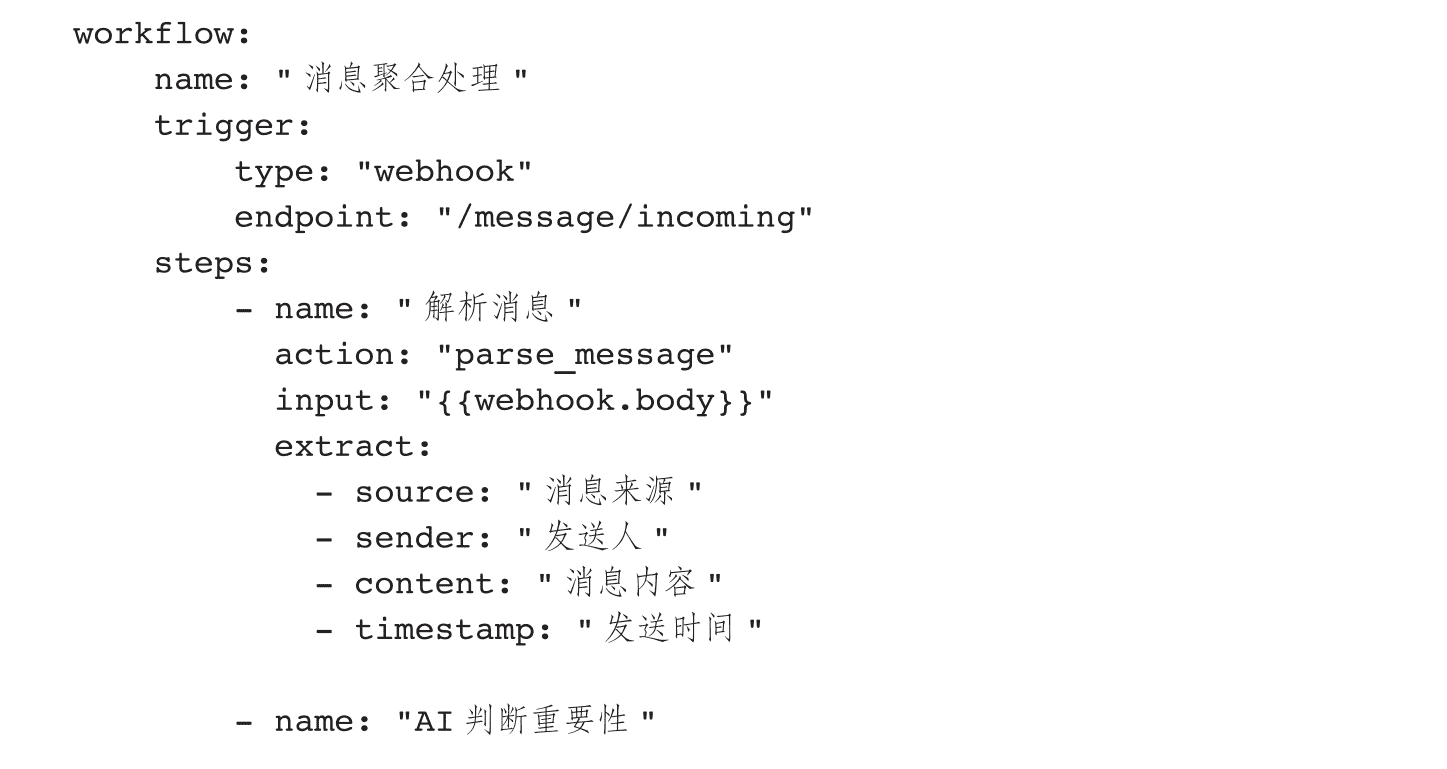 workflow:
    name: "消息聚合处理"
    trigger:
        type: "webhook"
        endpoint: "/message/incoming"
    steps:
        - name: "解析消息"
          action: "parse_message"
          input: "{{webhook.body}}"
          extract:
            - source: "消息来源"
            - sender: "发送人"
            - content: "消息内容"
            - timestamp: "发送时间"

        - name: "AI 判断重要性"